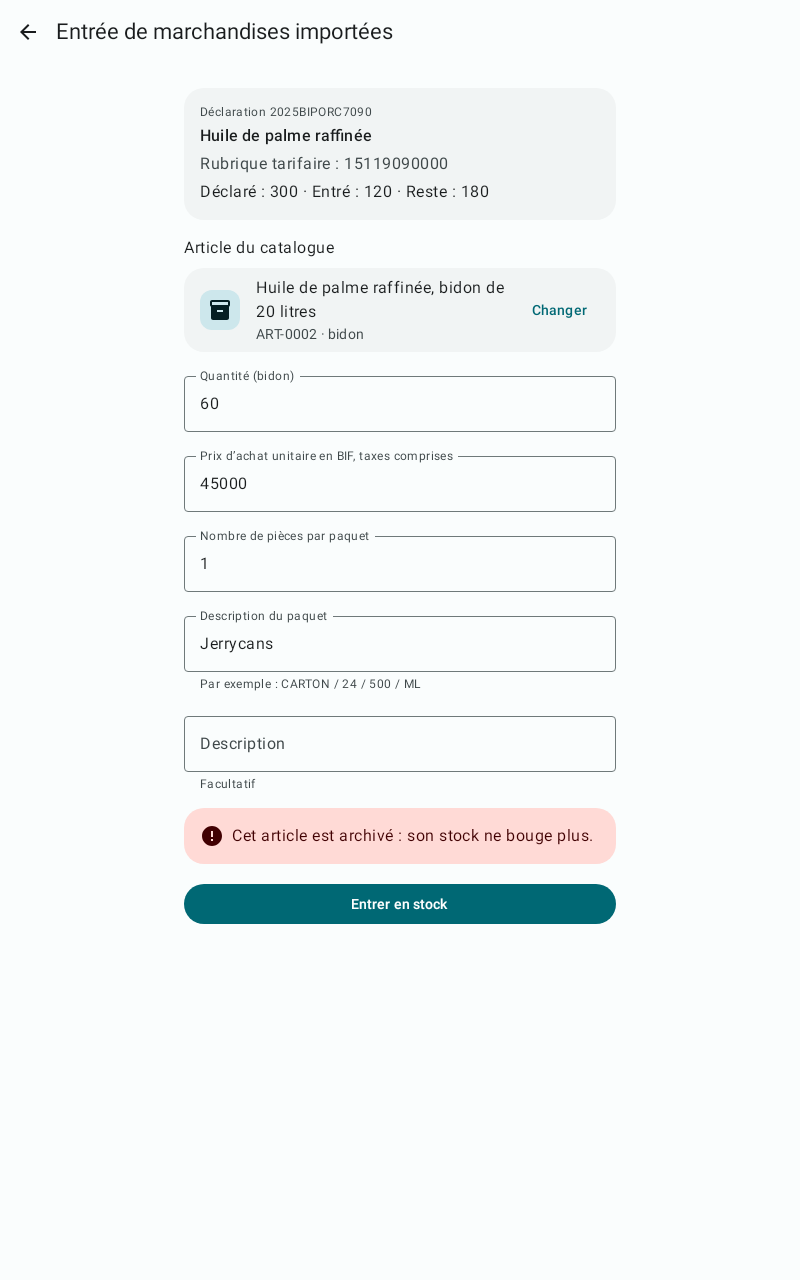 Entrée de marchandises importées
Déclaration 2025BIPORC7090
Huile de palme raffinée
Rubrique tarifaire : 15119090000
Déclaré : 300 · Entré : 120 · Reste : 180
Article du catalogue
Huile de palme raffinée, bidon de
20 litres
ART-0002 · bidon
Changer
Quantité (bidon)
60
Prix d’achat unitaire en BIF, taxes comprises
45000
Nombre de pièces par paquet
1
Description du paquet
Jerrycans
Par exemple : CARTON / 24 / 500 / ML
Description
Facultatif
Cet article est archivé : son stock ne bouge plus.
Entrer en stock